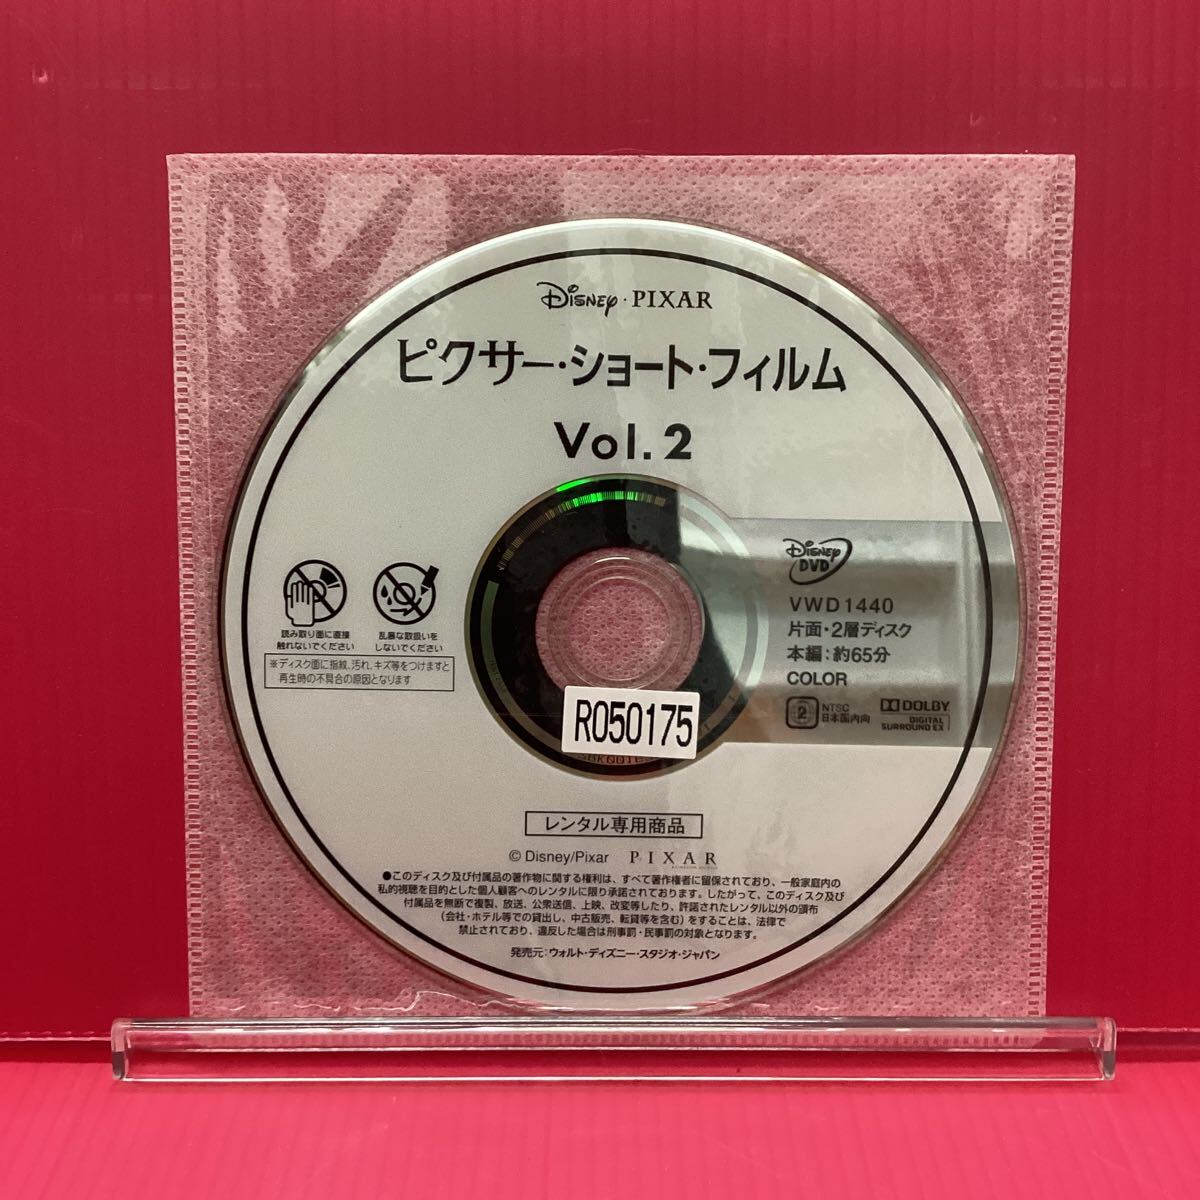 Disney・PIXAR
ピクサー・ショート・フィルム
Vol.2
読み取り面に直接
触れないでください
乱暴な取扱いを
しないでください
※ディスク面に指紋、汚れ、キズ等をつけますと
再生時の不具合の原因となります
Disney
DVD
VWD1440
片面・2層ディスク
本編：約65分
COLOR
2
NTSC
日本国内向
DOLBY
DIGITAL
SURROUND EX
R050175
レンタル専用商品
© Disney/Pixar PIXAR
●このディスク及び付属品の著作物に関する権利は、すべて著作権者に留保されており、一般家庭内の
私的視聴を目的とした個人顧客へのレンタルに限り承諾されております。したがって、このディスク及び
付属品を無断で複製、放送、公衆送信、上映、改変等したり、許諾されたレンタル以外の頒布
（会社・ホテル等での貸出し、中古販売、転貸等を含む）をすることは、法律で
禁止されており、違反した場合は刑事罰・民事罰の対象となります。
発売元：ウォルト・ディズニー・スタジオ・ジャパン